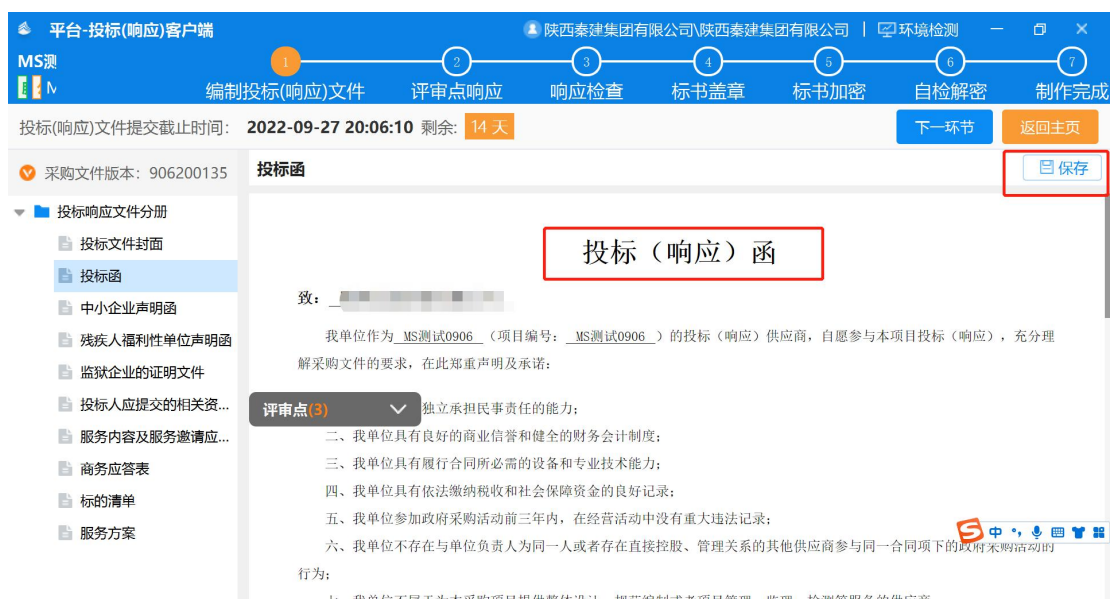 平台-投标(响应)客户端
陕西秦建集团有限公司\陕西秦建集团有限公司
环境检测
MS测
1
2
3
4
5
6
7
编制投标(响应)文件
评审点响应
响应检查
标书盖章
标书加密
自检解密
制作完成
投标(响应)文件提交截止时间: 2022-09-27 20:06:10 剩余: 14 天
下一环节
返回主页
采购文件版本: 906200135
投标函
保存
投标响应文件分册
投标文件封面
投标函
中小企业声明函
残疾人福利性单位声明函
监狱企业的证明文件
投标人应提交的相关资...
服务内容及服务邀请应...
商务应答表
标的清单
服务方案
投标（响应）函
致：
我单位作为 MS测试0906 （项目编号： MS测试0906 ）的投标（响应）供应商，自愿参与本项目投标（响应），充分理
解采购文件的要求，在此郑重声明及承诺：
评审点(3)
独立承担民事责任的能力；
二、我单位具有良好的商业信誉和健全的财务会计制度；
三、我单位具有履行合同所必需的设备和专业技术能力；
四、我单位具有依法缴纳税收和社会保障资金的良好记录；
五、我单位参加政府采购活动前三年内，在经营活动中没有重大违法记录；
六、我单位不存在与单位负责人为同一人或者存在直接控股、管理关系的其他供应商参与同一合同项下的政府采购活动的
行为；
中